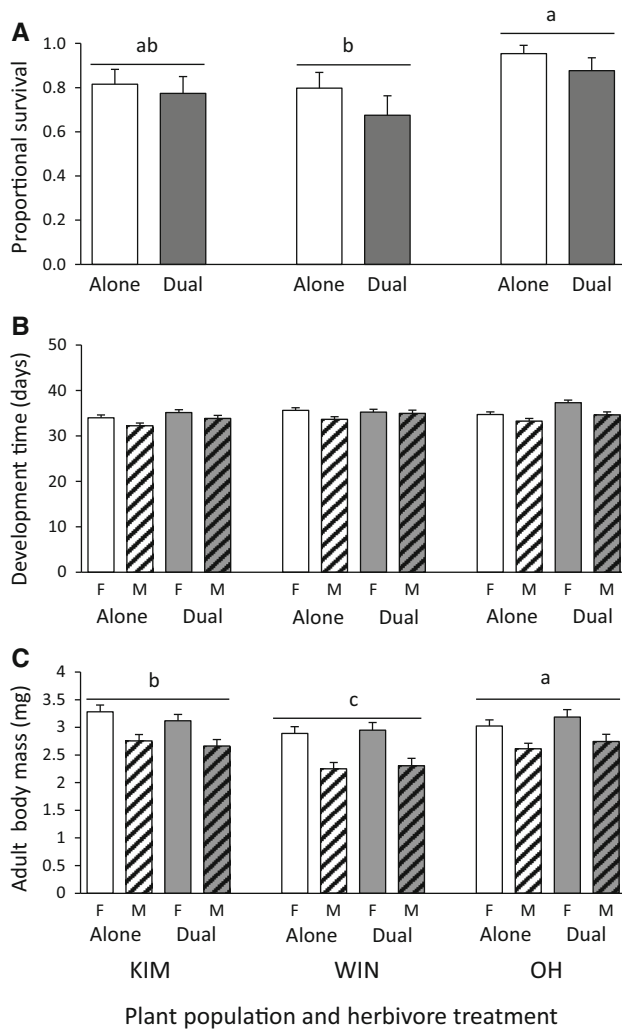 A
Proportional survival
1.0
0.8
0.6
0.4
0.2
0.0
ab
b
a
Alone Dual Alone Dual Alone Dual
B
Development time (days)
50
40
30
20
10
0
F M F M F M F M F M F M
Alone Dual Alone Dual Alone Dual
C
Adult body mass (mg)
4
3.5
3
2.5
2
1.5
1
0.5
0
b
c
a
F M F M F M F M F M F M
Alone Dual Alone Dual Alone Dual
KIM WIN OH
Plant population and herbivore treatment